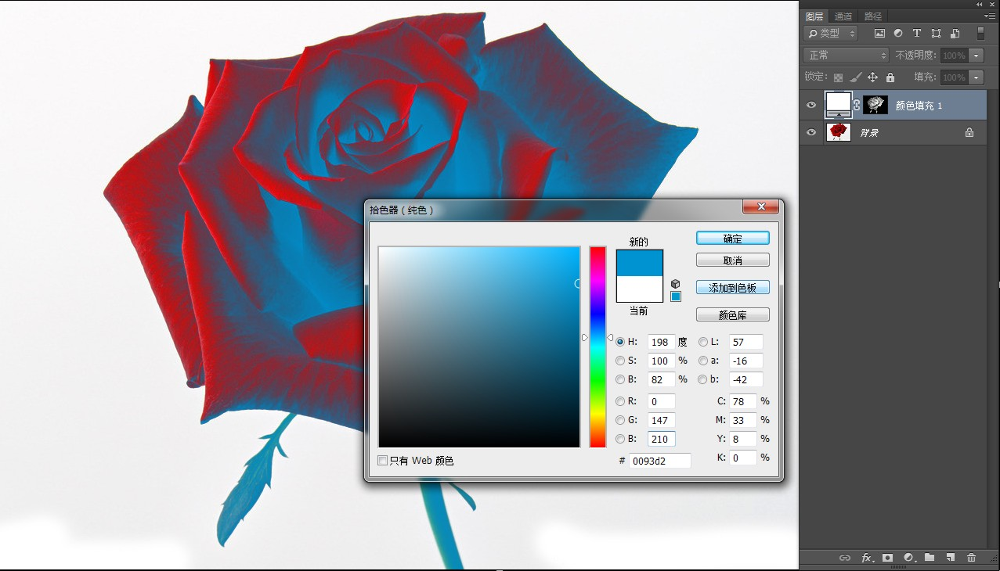 图层 通道 路径
类型 T
正常 不透明度: 100%
锁定: 填充: 100%
颜色填充 1
背景
拾色器（纯色）
新的
当前
确定
取消
添加到色板
颜色库
H: 198 度 L: 57
S: 100 % a: -16
B: 82 % b: -42
R: 0 C: 78 %
G: 147 M: 33 %
B: 210 Y: 8 %
# 0093d2 K: 0 %
只有 Web 颜色
fx